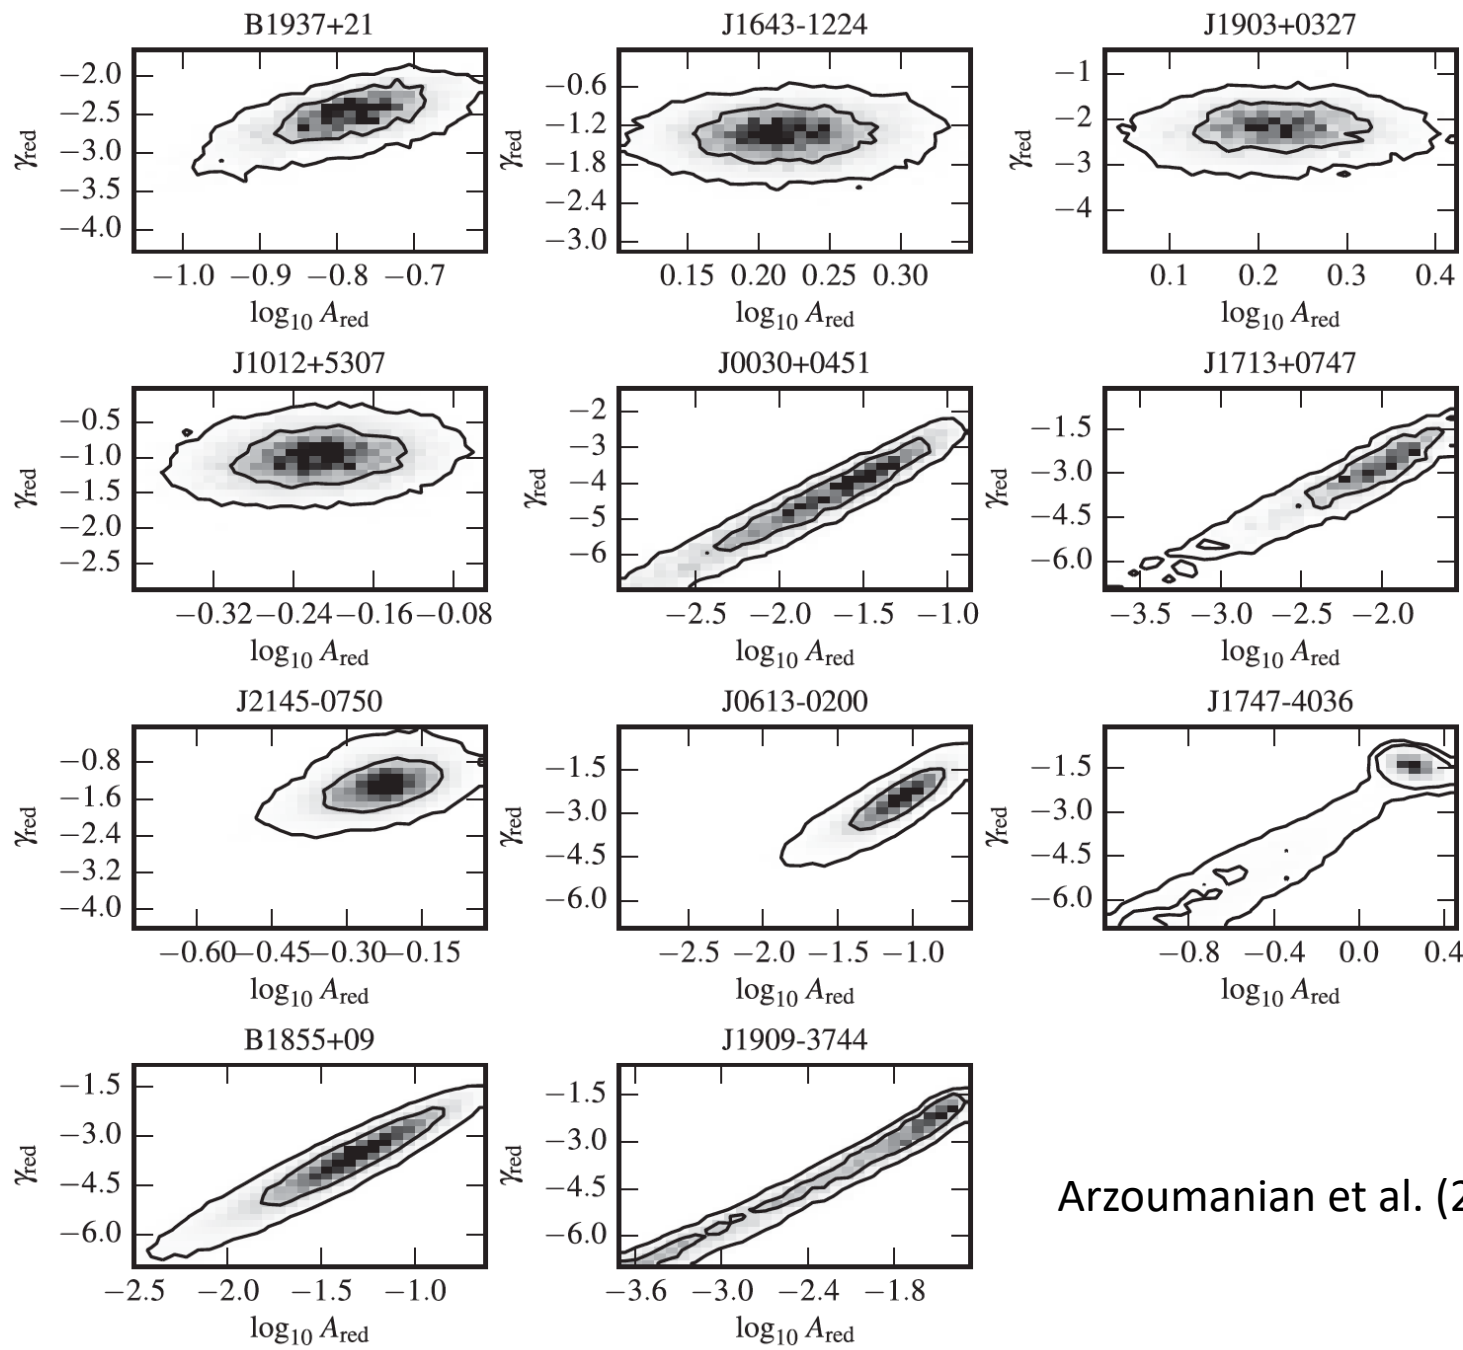 B1937+21 J1643-1224 J1903+0327
γred −2.0 −2.5 −3.0 −3.5 −4.0
γred −0.6 −1.2 −1.8 −2.4 −3.0
γred −1 −2 −3 −4
−1.0 −0.9 −0.8 −0.7 0.15 0.20 0.25 0.30 0.1 0.2 0.3 0.4
log10 Ared log10 Ared log10 Ared
J1012+5307 J0030+0451 J1713+0747
γred −0.5 −1.0 −1.5 −2.0 −2.5
γred −2 −3 −4 −5 −6
γred −1.5 −3.0 −4.5 −6.0
−0.32 −0.24 −0.16 −0.08 −2.5 −2.0 −1.5 −1.0 −3.5 −3.0 −2.5 −2.0
log10 Ared log10 Ared log10 Ared
J2145-0750 J0613-0200 J1747-4036
γred −0.8 −1.6 −2.4 −3.2 −4.0
γred −1.5 −3.0 −4.5 −6.0
γred −1.5 −3.0 −4.5 −6.0
−0.60 −0.45 −0.30 −0.15 −2.5 −2.0 −1.5 −1.0 −0.8 −0.4 0.0 0.4
log10 Ared log10 Ared log10 Ared
B1855+09 J1909-3744
γred −1.5 −3.0 −4.5 −6.0
γred −1.5 −3.0 −4.5 −6.0
Arzoumanian et al. (2
−2.5 −2.0 −1.5 −1.0 −3.6 −3.0 −2.4 −1.8
log10 Ared log10 Ared